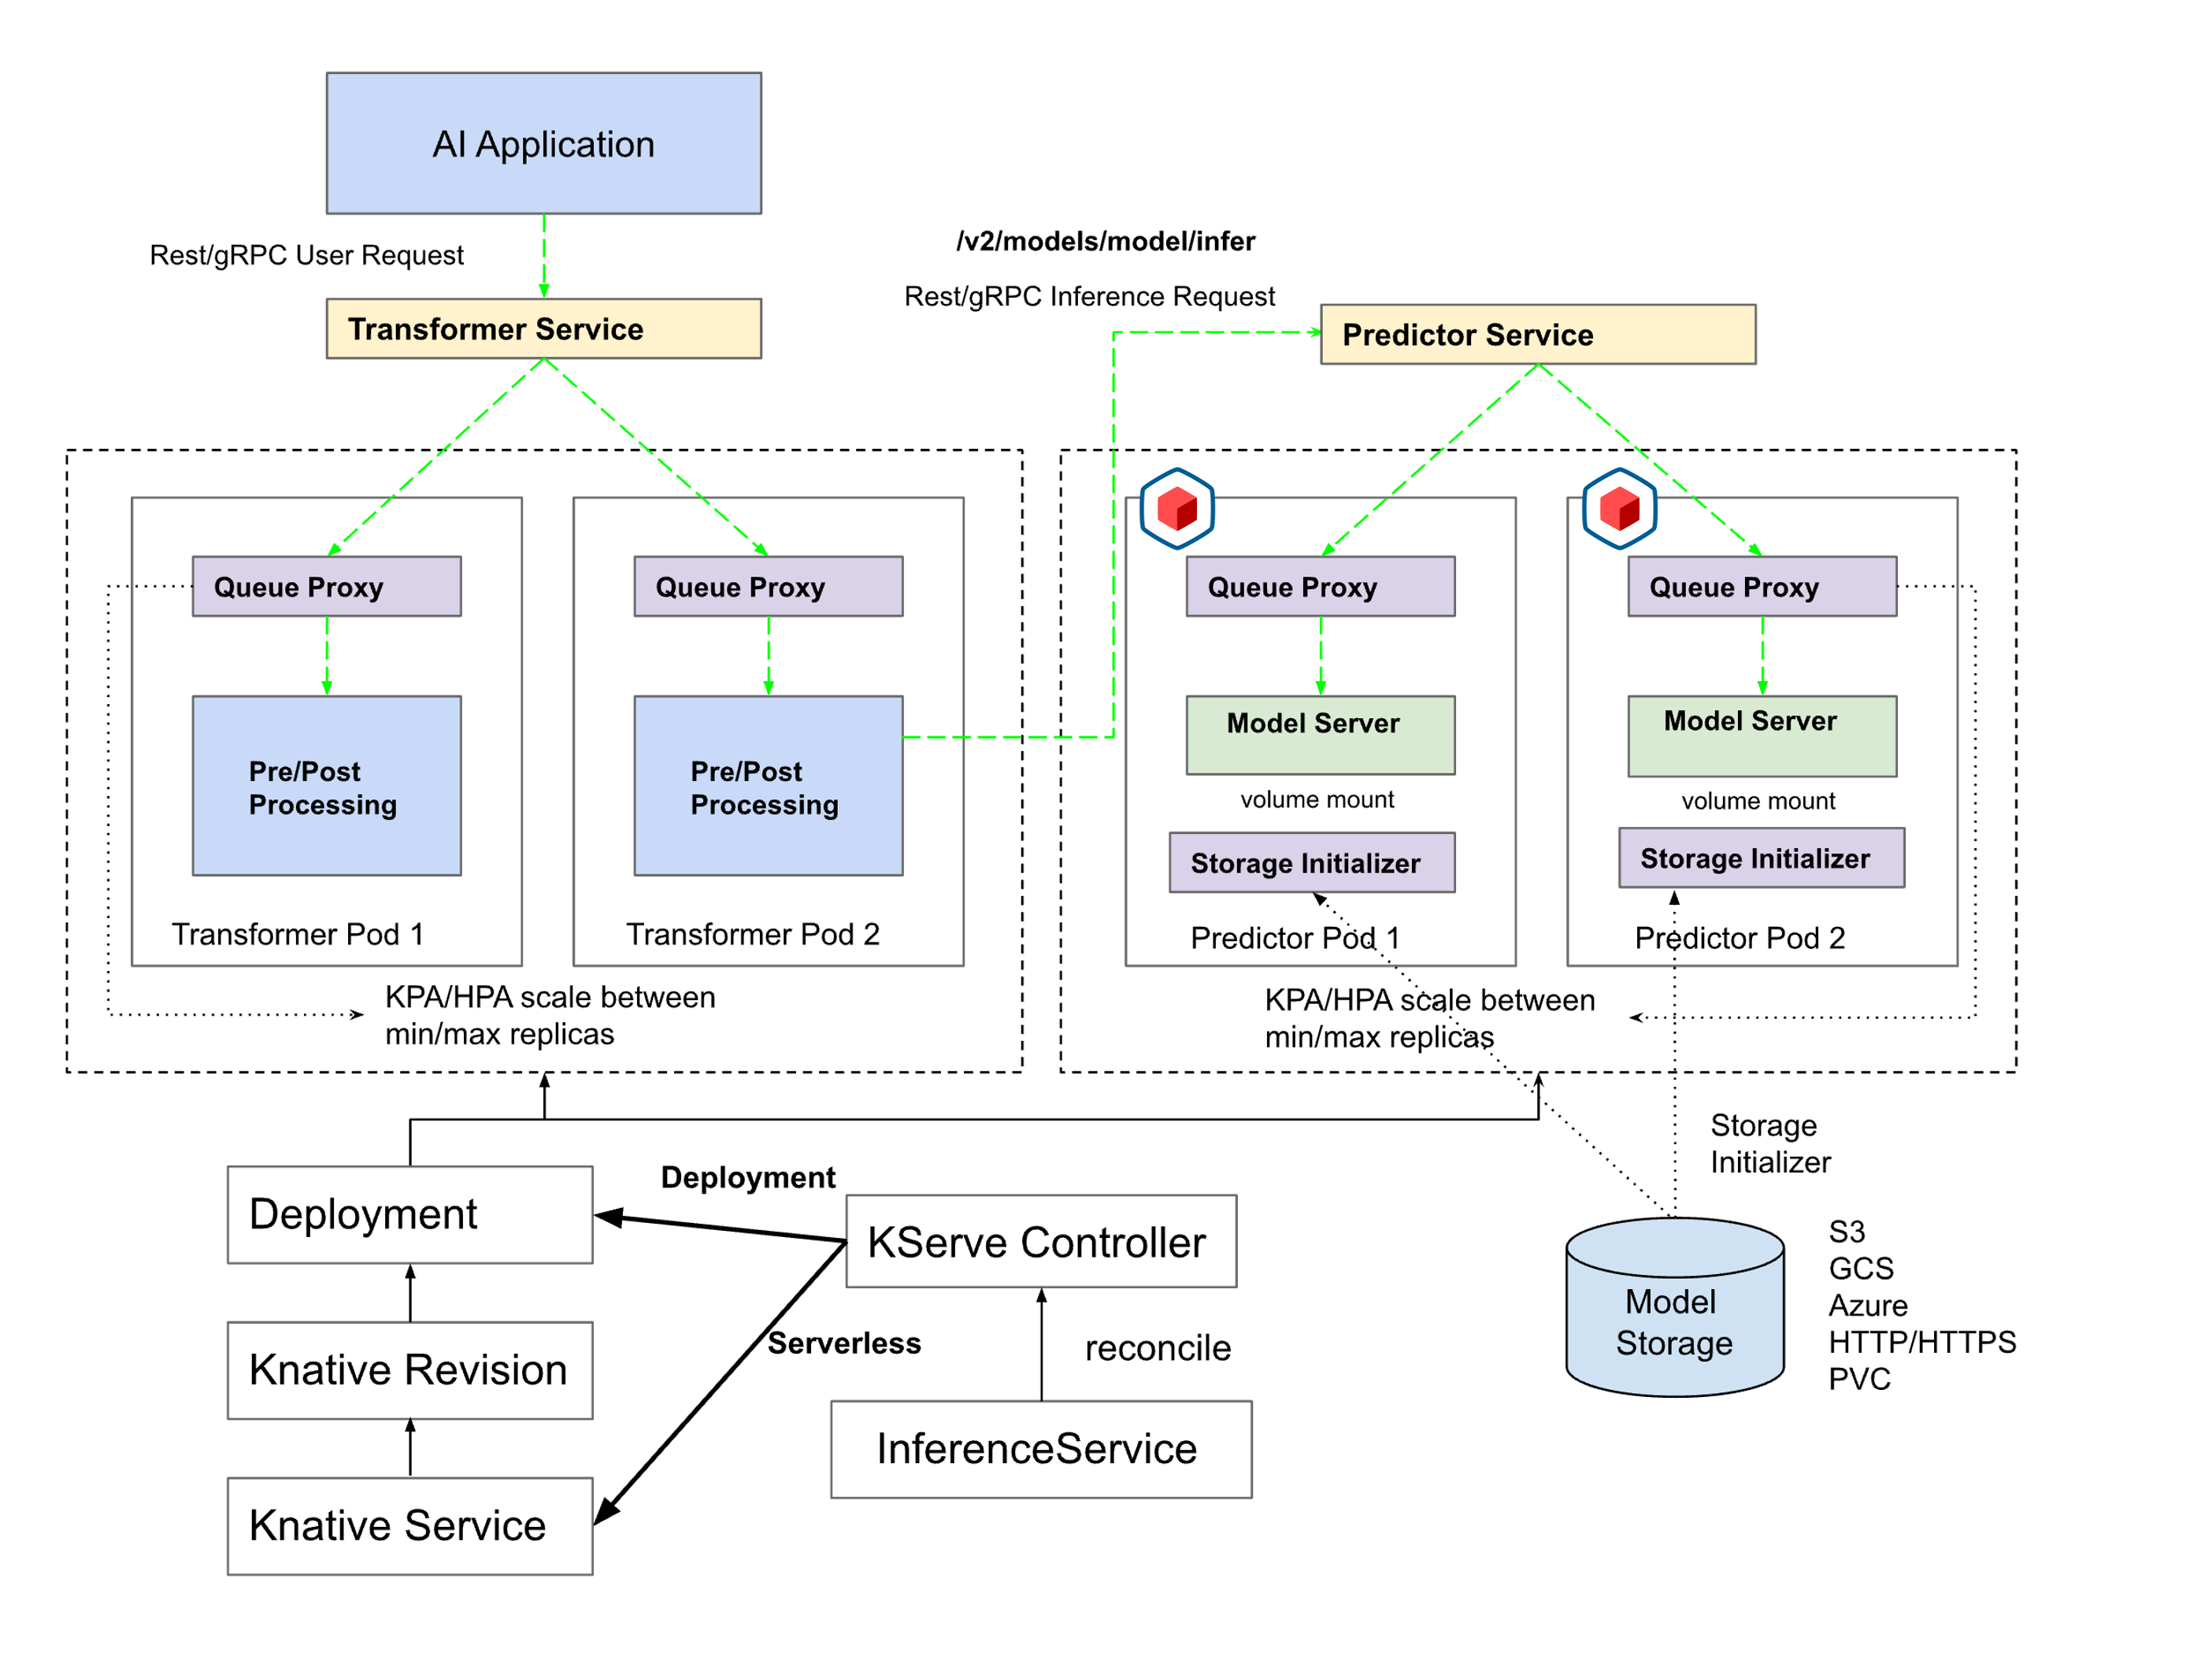 AI Application
Rest/gRPC User Request
/v2/models/model/infer
Rest/gRPC Inference Request
Transformer Service
Predictor Service
Queue Proxy
Queue Proxy
Queue Proxy
Queue Proxy
Pre/Post
Processing
Pre/Post
Processing
Model Server
Model Server
volume mount
volume mount
Storage Initializer
Storage Initializer
Transformer Pod 1
Transformer Pod 2
Predictor Pod 1
Predictor Pod 2
KPA/HPA scale between
min/max replicas
KPA/HPA scale between
min/max replicas
Storage
Initializer
Deployment
Deployment
KServe Controller
Serverless
reconcile
Knative Revision
InferenceService
Knative Service
Model
Storage
S3
GCS
Azure
HTTP/HTTPS
PVC